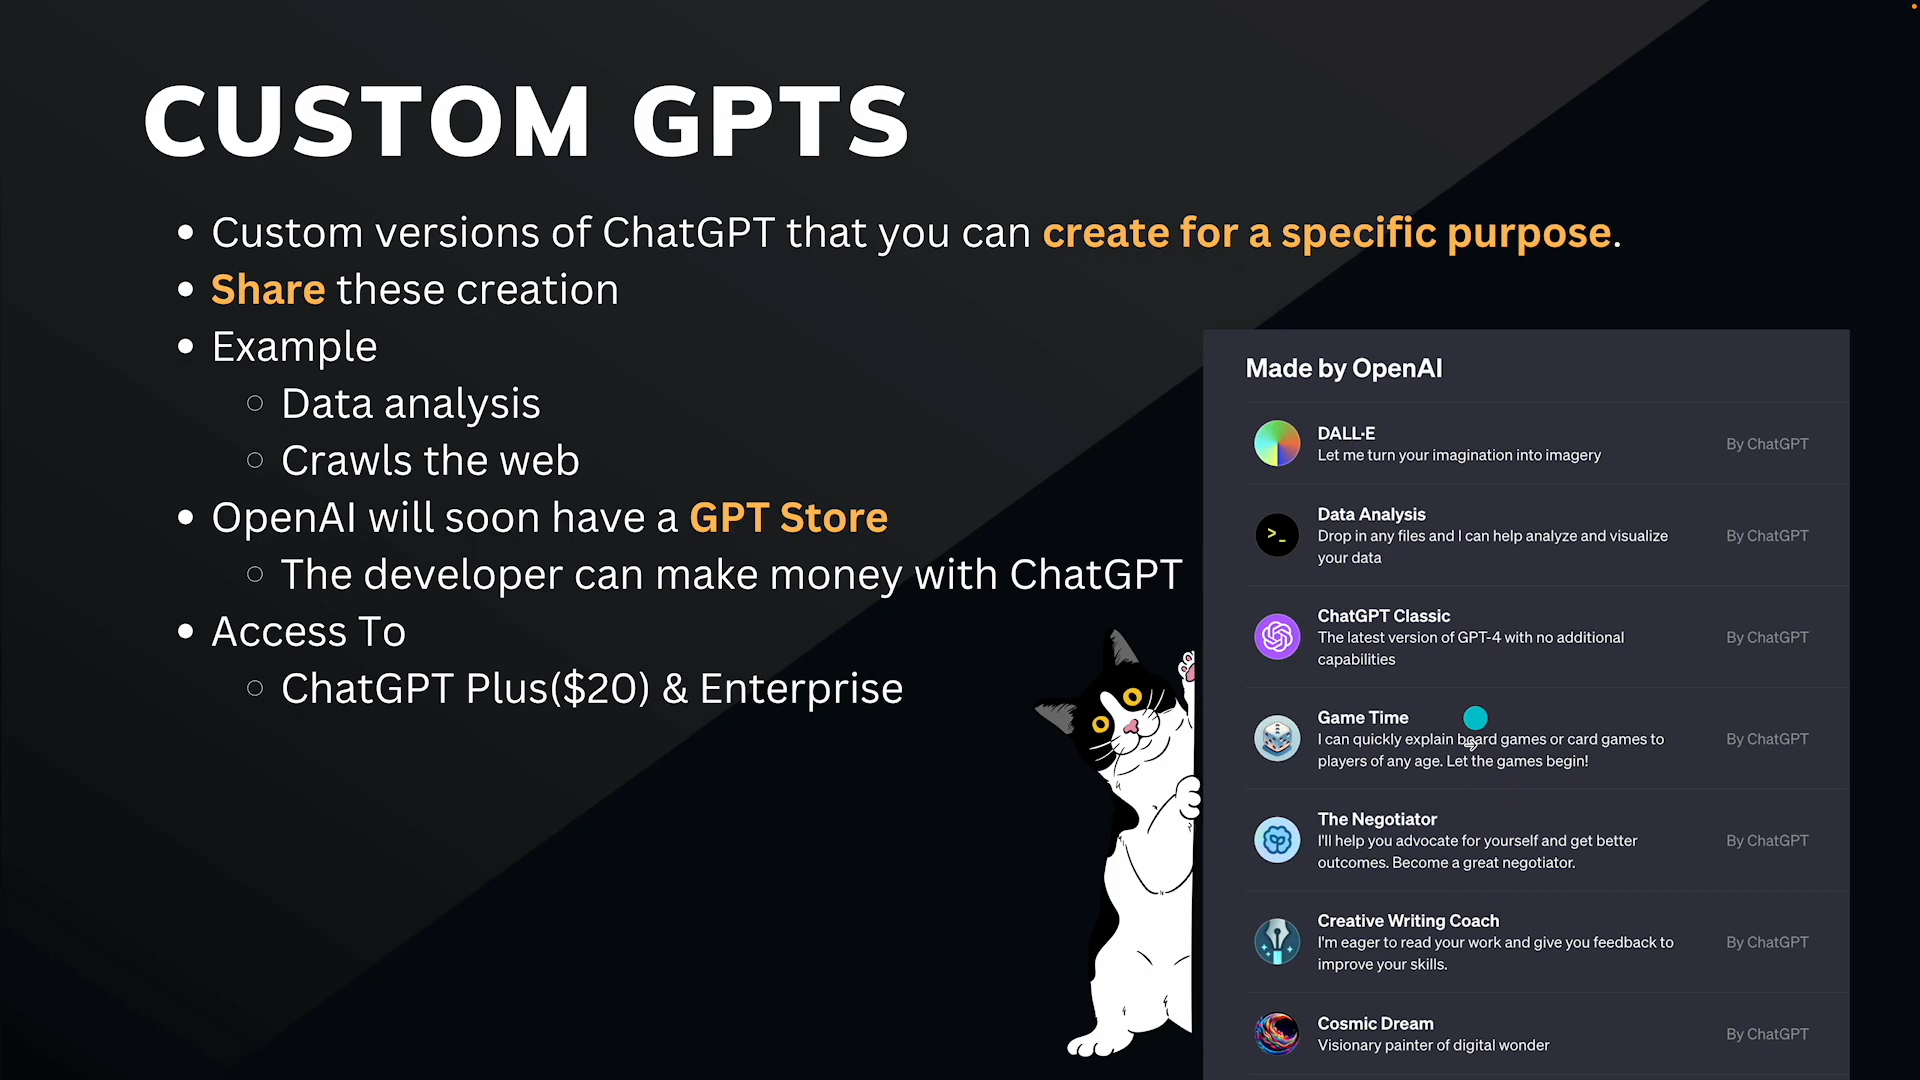 CUSTOM GPTS
• Custom versions of ChatGPT that you can create for a specific purpose.
• Share these creation
• Example
○ Data analysis
○ Crawls the web
• OpenAI will soon have a GPT Store
○ The developer can make money with ChatGPT
• Access To
○ ChatGPT Plus($20) & Enterprise
Made by OpenAI
DALL·E
Let me turn your imagination into imagery
By ChatGPT
>_
Data Analysis
Drop in any files and I can help analyze and visualize
your data
By ChatGPT
ChatGPT Classic
The latest version of GPT-4 with no additional
capabilities
By ChatGPT
Game Time
I can quickly explain board games or card games to
players of any age. Let the games begin!
By ChatGPT
The Negotiator
I'll help you advocate for yourself and get better
outcomes. Become a great negotiator.
By ChatGPT
Creative Writing Coach
I'm eager to read your work and give you feedback to
improve your skills.
By ChatGPT
Cosmic Dream
Visionary painter of digital wonder
By ChatGPT